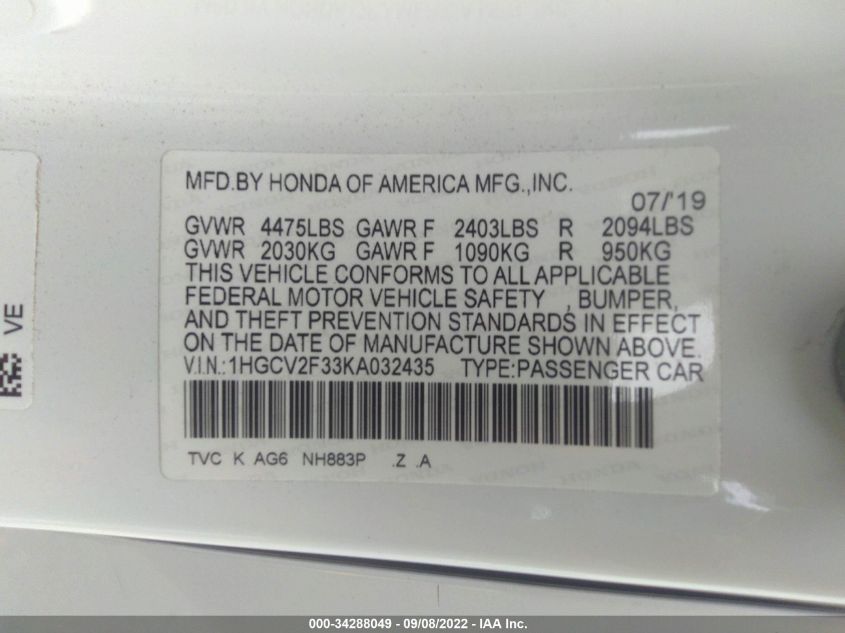 MFD.BY HONDA OF AMERICA MFG.,INC.
07/'19
GVWR 4475LBS GAWR F 2403LBS R 2094LBS
GVWR 2030KG GAWR F 1090KG R 950KG
THIS VEHICLE CONFORMS TO ALL APPLICABLE
FEDERAL MOTOR VEHICLE SAFETY , BUMPER,
AND THEFT PREVENTION STANDARDS IN EFFECT
ON THE DATE OF MANUFACTURE SHOWN ABOVE.
V.I.N.:1HGCV2F33KA032435 TYPE:PASSENGER CAR
TVC K AG6 NH883P .Z .A
VE
000-34288049 - 09/08/2022 - IAA Inc.